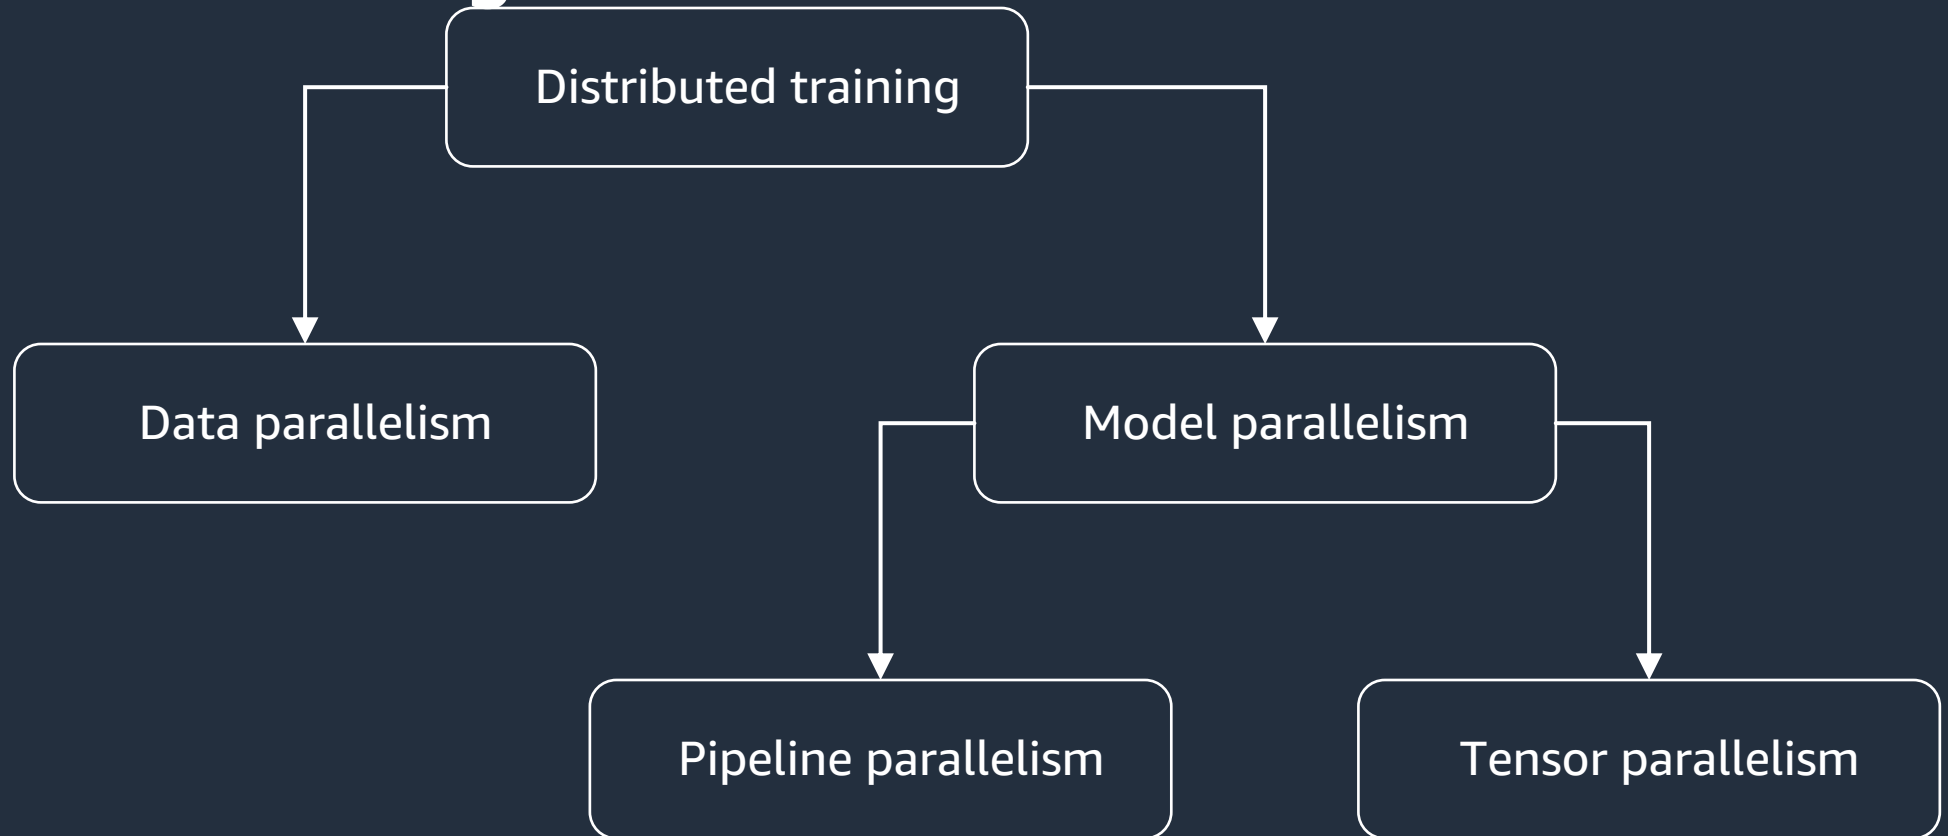 Distributed training
Data parallelism
Model parallelism
Pipeline parallelism
Tensor parallelism